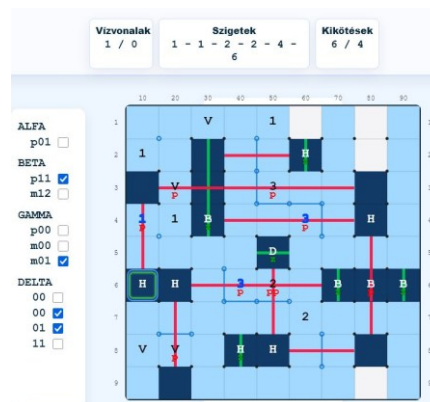 Vízvonalak
1 / 0
Szigetek
1 - 1 - 2 - 2 - 4 -
6
Kikötések
6 / 4
10 20 30 40 50 60 70 80 90
ALFA
p01
BETA
p11
m12
GAMMA
p00
m00
m01
DELTA
00
00
01
11
1 V 1
2 1 H
3 V P 3 P
4 1 P 1 B 3 P H
5 D
6 H H 3 P 2 PP B B B
7 2
8 V V P H H
9